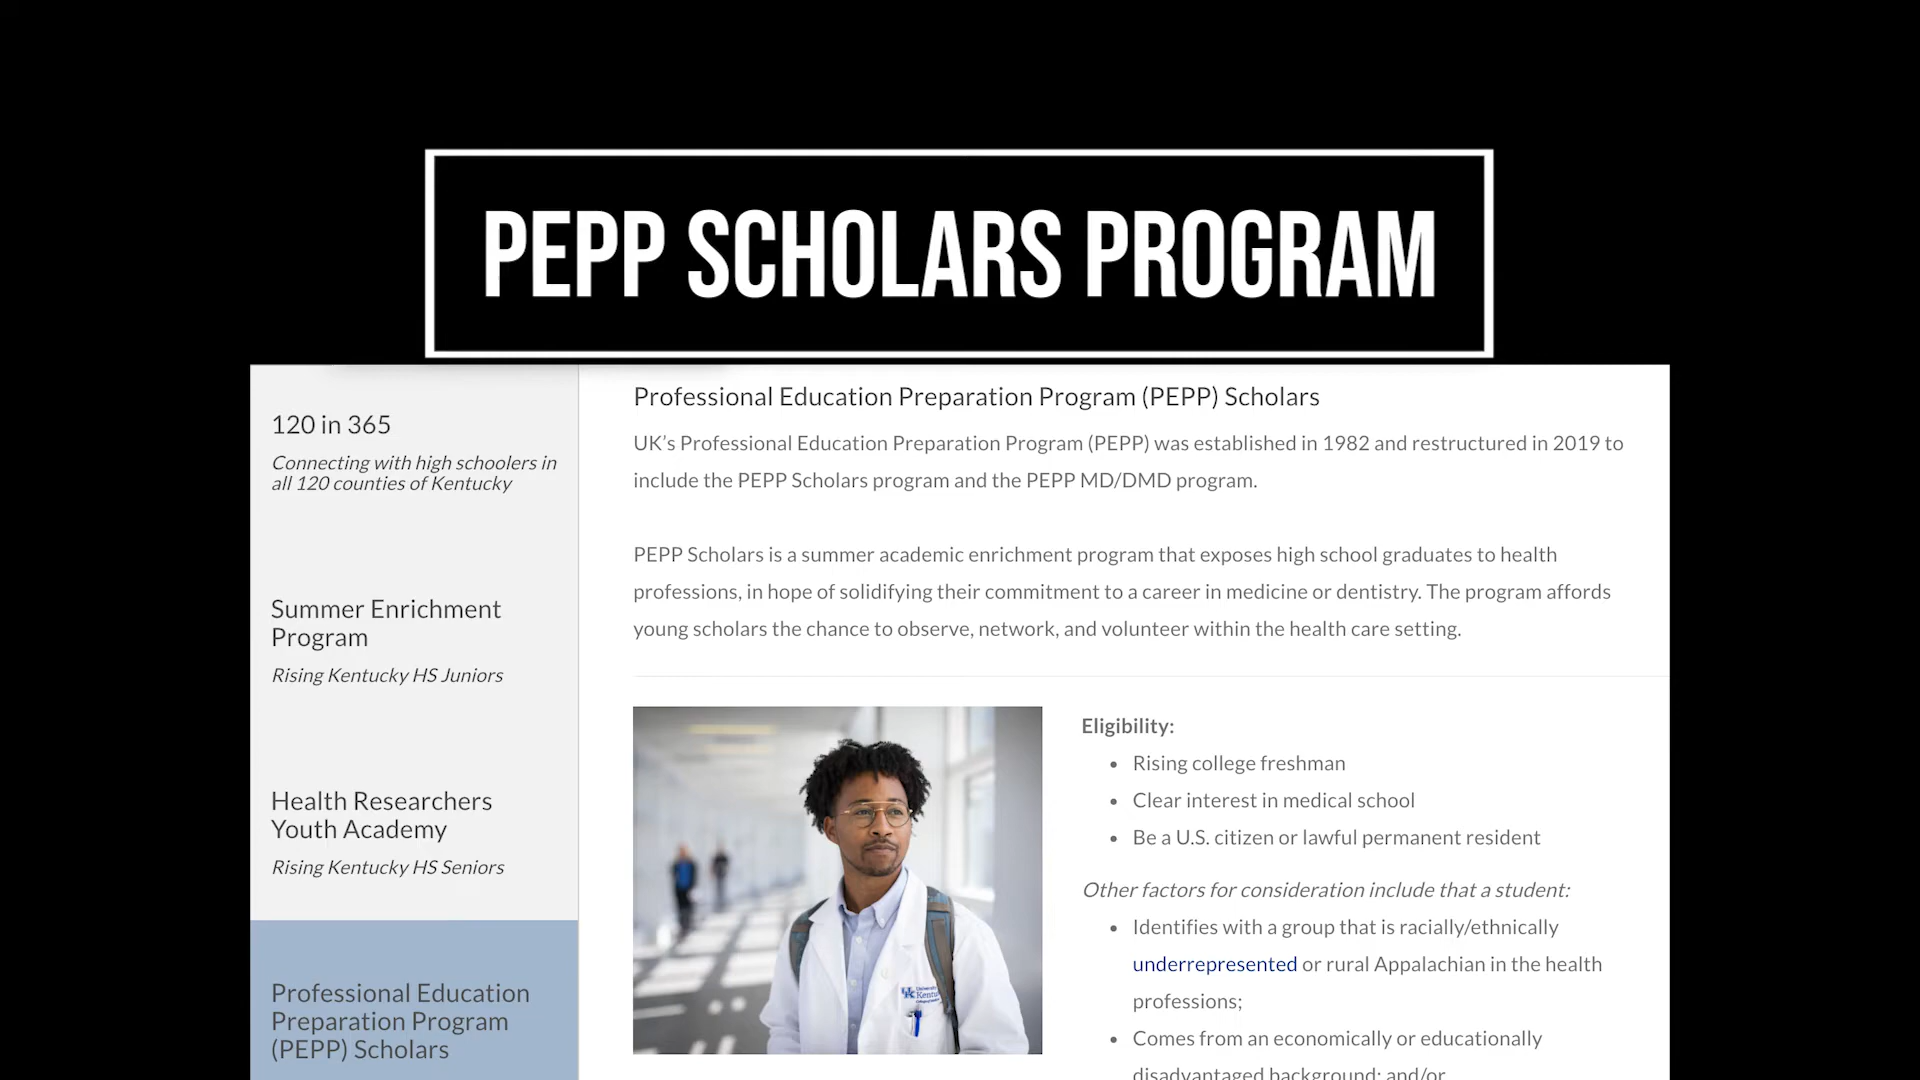 PEPP SCHOLARS PROGRAM
120 in 365
Connecting with high schoolers in
all 120 counties of Kentucky
Summer Enrichment
Program
Rising Kentucky HS Juniors
Health Researchers
Youth Academy
Rising Kentucky HS Seniors
Professional Education
Preparation Program
(PEPP) Scholars
Professional Education Preparation Program (PEPP) Scholars
UK’s Professional Education Preparation Program (PEPP) was established in 1982 and restructured in 2019 to
include the PEPP Scholars program and the PEPP MD/DMD program.
PEPP Scholars is a summer academic enrichment program that exposes high school graduates to health
professions, in hope of solidifying their commitment to a career in medicine or dentistry. The program affords
young scholars the chance to observe, network, and volunteer within the health care setting.
Eligibility:
• Rising college freshman
• Clear interest in medical school
• Be a U.S. citizen or lawful permanent resident
Other factors for consideration include that a student:
• Identifies with a group that is racially/ethnically
underrepresented or rural Appalachian in the health
professions;
• Comes from an economically or educationally
disadvantaged background; and/or